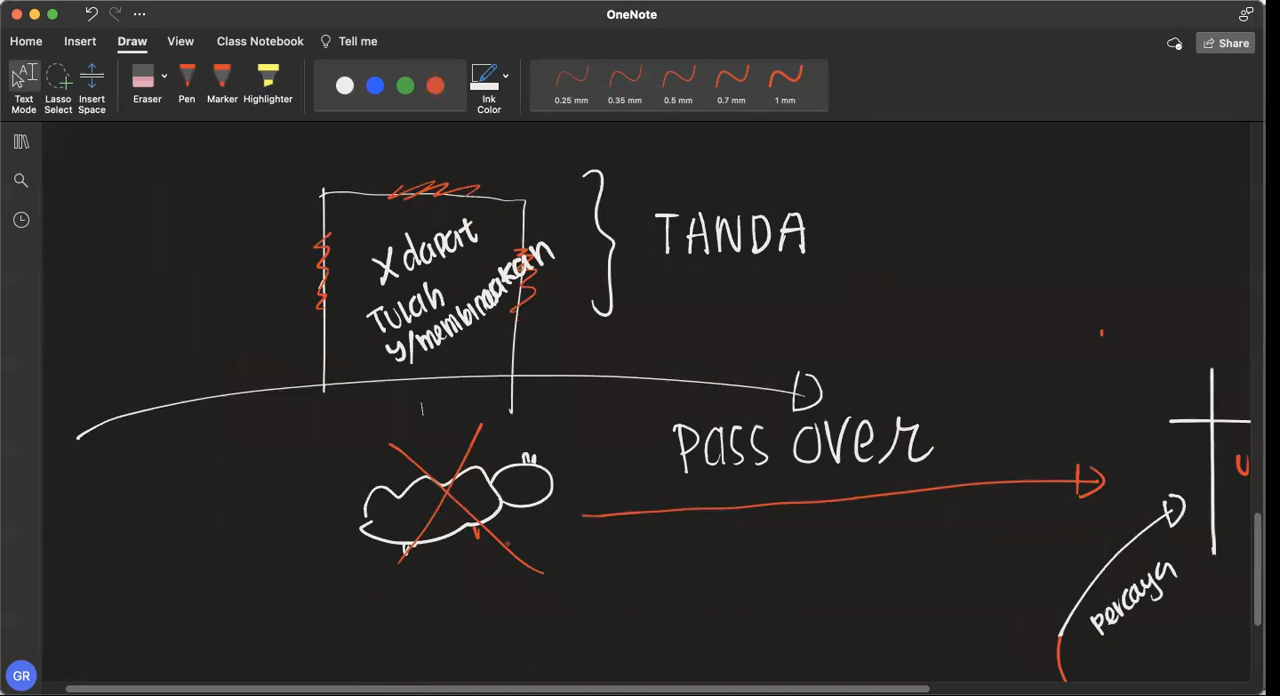 OneNote
Home Insert Draw View Class Notebook Tell me
Share
Text Mode
Lasso Select
Insert Space
Eraser
Pen
Marker
Highlighter
Ink Color
0.25 mm
0.35 mm
0.5 mm
0.7 mm
1 mm
X dapat
Tulah
y/membinasakan
TANDA
Pass over
percaya
GR